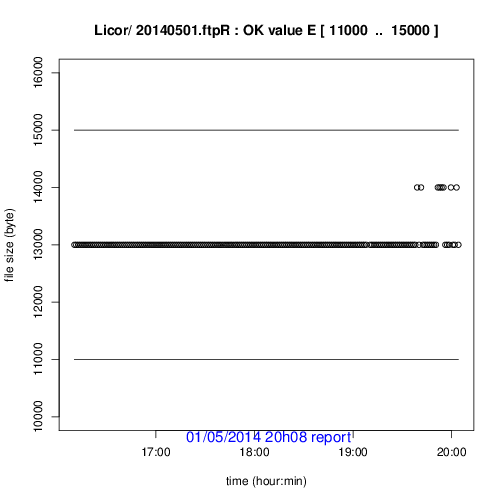 Licor/ 20140501.ftpR : OK value E [ 11000 .. 15000 ]
file size (byte)
16000
15000
14000
13000
12000
11000
10000
01/05/2014 20h08 report
17:00 18:00 19:00 20:00
time (hour:min)